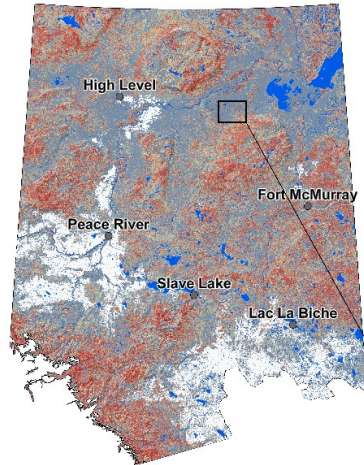 High Level
Fort McMurray
Peace River
Slave Lake
Lac La Biche